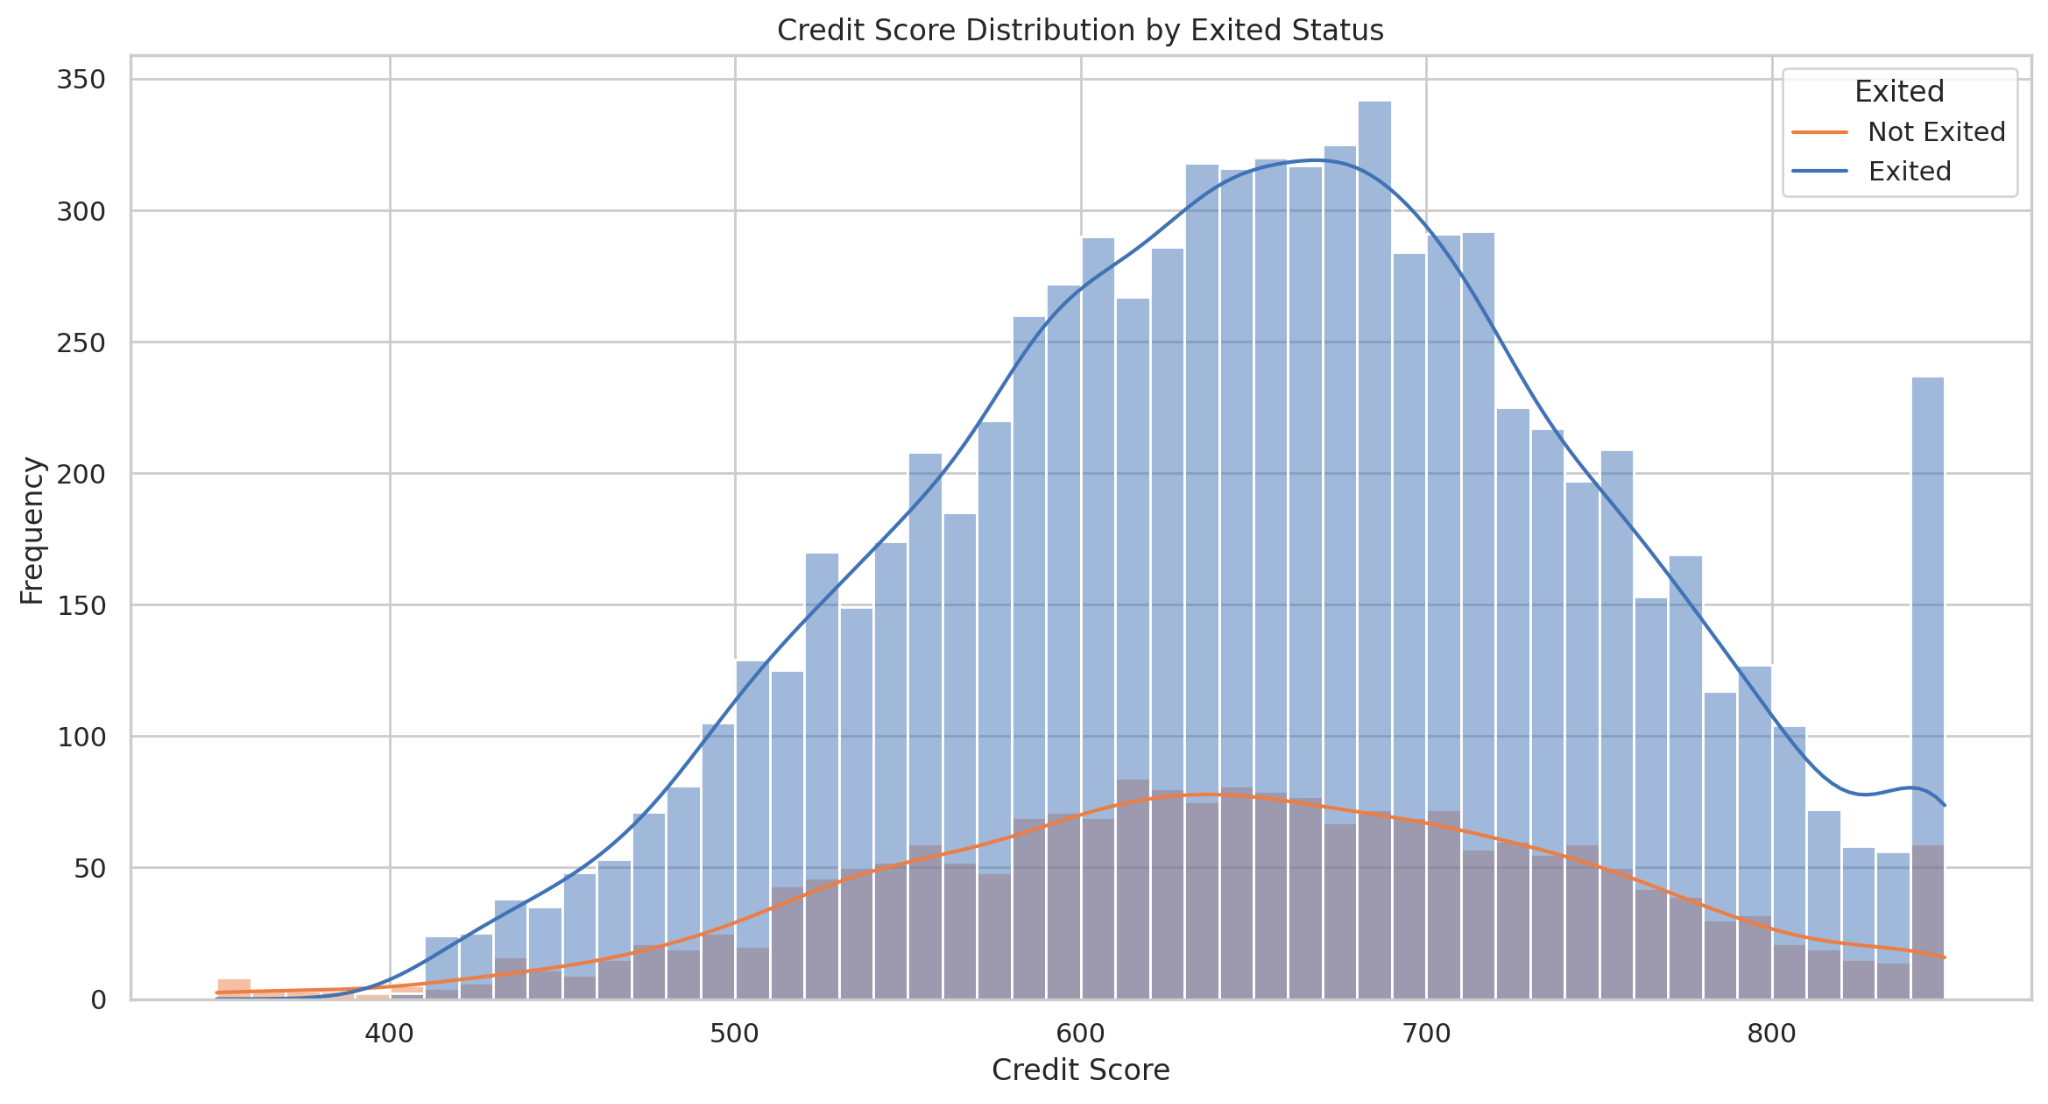 Credit Score Distribution by Exited Status
Exited
Not Exited
Exited
Frequency
350
300
250
200
150
100
50
0
400 500 600 700 800
Credit Score